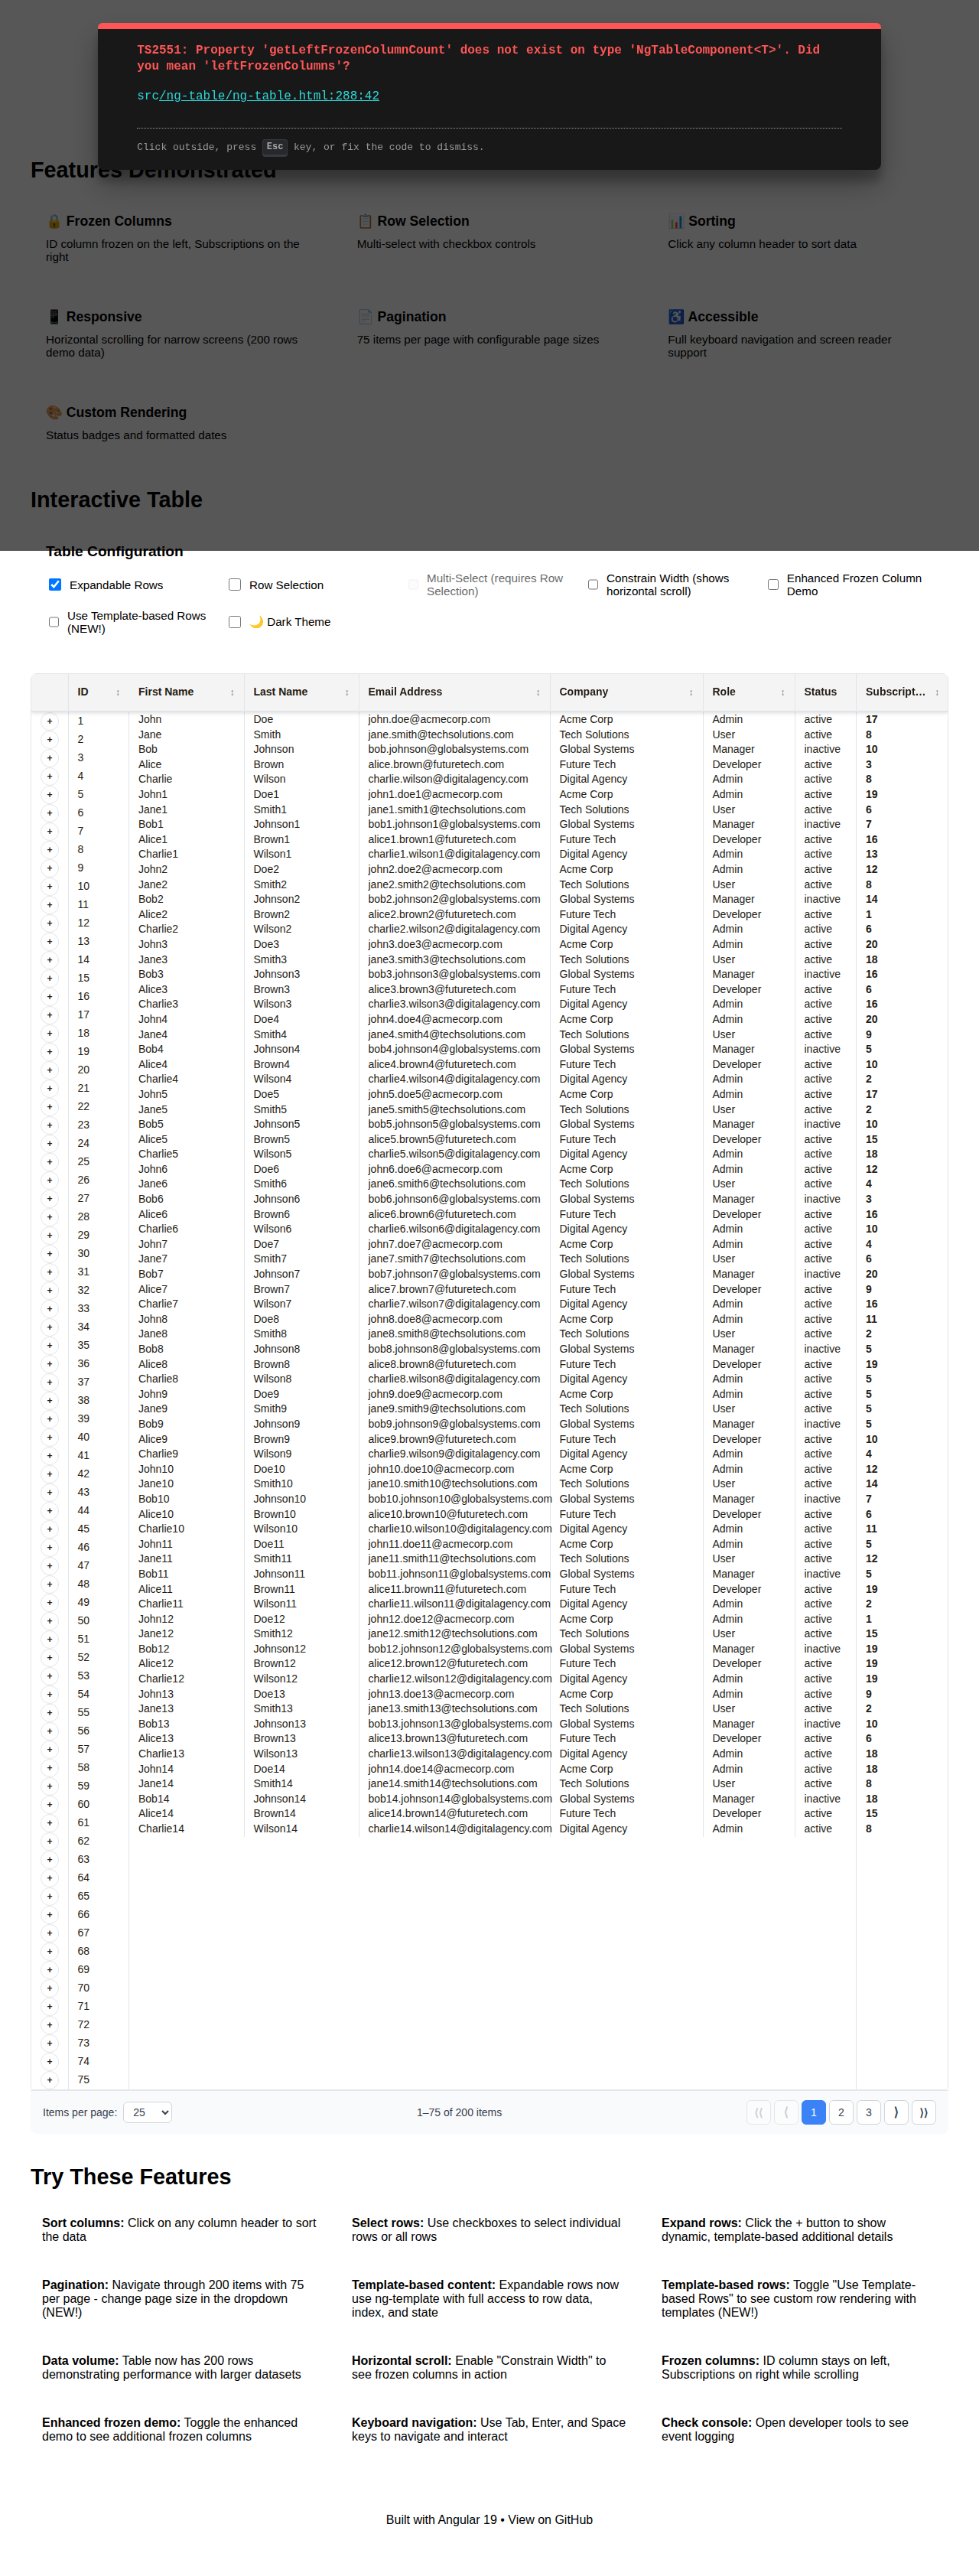 TS2551: Property 'getLeftFrozenColumnCount' does not exist on type 'NgTableComponent<T>'. Did
you mean 'leftFrozenColumns'?
src/ng-table/ng-table.html:288:42
Click outside, press Esc key, or fix the code to dismiss.
Features Demonstrated
🔒 Frozen Columns
ID column frozen on the left, Subscriptions on the
right
📋 Row Selection
Multi-select with checkbox controls
📊 Sorting
Click any column header to sort data
📱 Responsive
Horizontal scrolling for narrow screens (200 rows
demo data)
📄 Pagination
75 items per page with configurable page sizes
♿ Accessible
Full keyboard navigation and screen reader
support
🎨 Custom Rendering
Status badges and formatted dates
Interactive Table
Table Configuration
Expandable Rows
Row Selection
Multi-Select (requires Row
Selection)
Constrain Width (shows
horizontal scroll)
Enhanced Frozen Column
Demo
Use Template-based Rows
(NEW!)
🌙 Dark Theme
ID ↕ First Name ↕ Last Name ↕ Email Address ↕ Company ↕ Role ↕ Status Subscript... ↕
+ 1 John Doe john.doe@acmecorp.com Acme Corp Admin active 17
+ 2 Jane Smith jane.smith@techsolutions.com Tech Solutions User active 8
+ 3 Bob Johnson bob.johnson@globalsystems.com Global Systems Manager inactive 10
+ 4 Alice Brown alice.brown@futuretech.com Future Tech Developer active 3
+ 5 Charlie Wilson charlie.wilson@digitalagency.com Digital Agency Admin active 8
+ 6 John1 Doe1 john1.doe1@acmecorp.com Acme Corp Admin active 19
+ 7 Jane1 Smith1 jane1.smith1@techsolutions.com Tech Solutions User active 6
+ 8 Bob1 Johnson1 bob1.johnson1@globalsystems.com Global Systems Manager inactive 7
+ 9 Alice1 Brown1 alice1.brown1@futuretech.com Future Tech Developer active 16
+ 10 Charlie1 Wilson1 charlie1.wilson1@digitalagency.com Digital Agency Admin active 13
+ 11 John2 Doe2 john2.doe2@acmecorp.com Acme Corp Admin active 12
+ 12 Jane2 Smith2 jane2.smith2@techsolutions.com Tech Solutions User active 8
+ 13 Bob2 Johnson2 bob2.johnson2@globalsystems.com Global Systems Manager inactive 14
+ 14 Alice2 Brown2 alice2.brown2@futuretech.com Future Tech Developer active 1
+ 15 Charlie2 Wilson2 charlie2.wilson2@digitalagency.com Digital Agency Admin active 6
+ 16 John3 Doe3 john3.doe3@acmecorp.com Acme Corp Admin active 20
+ 17 Jane3 Smith3 jane3.smith3@techsolutions.com Tech Solutions User active 18
+ 18 Bob3 Johnson3 bob3.johnson3@globalsystems.com Global Systems Manager inactive 16
+ 19 Alice3 Brown3 alice3.brown3@futuretech.com Future Tech Developer active 6
+ 20 Charlie3 Wilson3 charlie3.wilson3@digitalagency.com Digital Agency Admin active 16
+ 21 John4 Doe4 john4.doe4@acmecorp.com Acme Corp Admin active 20
+ 22 Jane4 Smith4 jane4.smith4@techsolutions.com Tech Solutions User active 9
+ 23 Bob4 Johnson4 bob4.johnson4@globalsystems.com Global Systems Manager inactive 5
+ 24 Alice4 Brown4 alice4.brown4@futuretech.com Future Tech Developer active 10
+ 25 Charlie4 Wilson4 charlie4.wilson4@digitalagency.com Digital Agency Admin active 2
+ 26 John5 Doe5 john5.doe5@acmecorp.com Acme Corp Admin active 17
+ 27 Jane5 Smith5 jane5.smith5@techsolutions.com Tech Solutions User active 2
+ 28 Bob5 Johnson5 bob5.johnson5@globalsystems.com Global Systems Manager inactive 10
+ 29 Alice5 Brown5 alice5.brown5@futuretech.com Future Tech Developer active 15
+ 30 Charlie5 Wilson5 charlie5.wilson5@digitalagency.com Digital Agency Admin active 18
+ 31 John6 Doe6 john6.doe6@acmecorp.com Acme Corp Admin active 12
+ 32 Jane6 Smith6 jane6.smith6@techsolutions.com Tech Solutions User active 4
+ 33 Bob6 Johnson6 bob6.johnson6@globalsystems.com Global Systems Manager inactive 3
+ 34 Alice6 Brown6 alice6.brown6@futuretech.com Future Tech Developer active 16
+ 35 Charlie6 Wilson6 charlie6.wilson6@digitalagency.com Digital Agency Admin active 10
+ 36 John7 Doe7 john7.doe7@acmecorp.com Acme Corp Admin active 4
+ 37 Jane7 Smith7 jane7.smith7@techsolutions.com Tech Solutions User active 6
+ 38 Bob7 Johnson7 bob7.johnson7@globalsystems.com Global Systems Manager inactive 20
+ 39 Alice7 Brown7 alice7.brown7@futuretech.com Future Tech Developer active 9
+ 40 Charlie7 Wilson7 charlie7.wilson7@digitalagency.com Digital Agency Admin active 16
+ 41 John8 Doe8 john8.doe8@acmecorp.com Acme Corp Admin active 11
+ 42 Jane8 Smith8 jane8.smith8@techsolutions.com Tech Solutions User active 2
+ 43 Bob8 Johnson8 bob8.johnson8@globalsystems.com Global Systems Manager inactive 5
+ 44 Alice8 Brown8 alice8.brown8@futuretech.com Future Tech Developer active 19
+ 45 Charlie8 Wilson8 charlie8.wilson8@digitalagency.com Digital Agency Admin active 5
+ 46 John9 Doe9 john9.doe9@acmecorp.com Acme Corp Admin active 5
+ 47 Jane9 Smith9 jane9.smith9@techsolutions.com Tech Solutions User active 5
+ 48 Bob9 Johnson9 bob9.johnson9@globalsystems.com Global Systems Manager inactive 5
+ 49 Alice9 Brown9 alice9.brown9@futuretech.com Future Tech Developer active 10
+ 50 Charlie9 Wilson9 charlie9.wilson9@digitalagency.com Digital Agency Admin active 4
+ 51 John10 Doe10 john10.doe10@acmecorp.com Acme Corp Admin active 12
+ 52 Jane10 Smith10 jane10.smith10@techsolutions.com Tech Solutions User active 14
+ 53 Bob10 Johnson10 bob10.johnson10@globalsystems.com Global Systems Manager inactive 7
+ 54 Alice10 Brown10 alice10.brown10@futuretech.com Future Tech Developer active 6
+ 55 Charlie10 Wilson10 charlie10.wilson10@digitalagency.com Digital Agency Admin active 11
+ 56 John11 Doe11 john11.doe11@acmecorp.com Acme Corp Admin active 5
+ 57 Jane11 Smith11 jane11.smith11@techsolutions.com Tech Solutions User active 12
+ 58 Bob11 Johnson11 bob11.johnson11@globalsystems.com Global Systems Manager inactive 5
+ 59 Alice11 Brown11 alice11.brown11@futuretech.com Future Tech Developer active 19
+ 60 Charlie11 Wilson11 charlie11.wilson11@digitalagency.com Digital Agency Admin active 2
+ 61 John12 Doe12 john12.doe12@acmecorp.com Acme Corp Admin active 1
+ 62 Jane12 Smith12 jane12.smith12@techsolutions.com Tech Solutions User active 15
+ 63 Bob12 Johnson12 bob12.johnson12@globalsystems.com Global Systems Manager inactive 19
+ 64 Alice12 Brown12 alice12.brown12@futuretech.com Future Tech Developer active 19
+ 65 Charlie12 Wilson12 charlie12.wilson12@digitalagency.com Digital Agency Admin active 19
+ 66 John13 Doe13 john13.doe13@acmecorp.com Acme Corp Admin active 9
+ 67 Jane13 Smith13 jane13.smith13@techsolutions.com Tech Solutions User active 2
+ 68 Bob13 Johnson13 bob13.johnson13@globalsystems.com Global Systems Manager inactive 10
+ 69 Alice13 Brown13 alice13.brown13@futuretech.com Future Tech Developer active 6
+ 70 Charlie13 Wilson13 charlie13.wilson13@digitalagency.com Digital Agency Admin active 18
+ 71 John14 Doe14 john14.doe14@acmecorp.com Acme Corp Admin active 18
+ 72 Jane14 Smith14 jane14.smith14@techsolutions.com Tech Solutions User active 8
+ 73 Bob14 Johnson14 bob14.johnson14@globalsystems.com Global Systems Manager inactive 18
+ 74 Alice14 Brown14 alice14.brown14@futuretech.com Future Tech Developer active 15
+ 75 Charlie14 Wilson14 charlie14.wilson14@digitalagency.com Digital Agency Admin active 8
Items per page: 25 1–75 of 200 items ⟨⟨ ⟨ 1 2 3 ⟩ ⟩⟩
Try These Features
Sort columns: Click on any column header to sort
the data
Select rows: Use checkboxes to select individual
rows or all rows
Expand rows: Click the + button to show
dynamic, template-based additional details
Pagination: Navigate through 200 items with 75
per page - change page size in the dropdown
(NEW!)
Template-based content: Expandable rows now
use ng-template with full access to row data,
index, and state
Template-based rows: Toggle "Use Template-
based Rows" to see custom row rendering with
templates (NEW!)
Data volume: Table now has 200 rows
demonstrating performance with larger datasets
Horizontal scroll: Enable "Constrain Width" to
see frozen columns in action
Frozen columns: ID column stays on left,
Subscriptions on right while scrolling
Enhanced frozen demo: Toggle the enhanced
demo to see additional frozen columns
Keyboard navigation: Use Tab, Enter, and Space
keys to navigate and interact
Check console: Open developer tools to see
event logging
Built with Angular 19 • View on GitHub